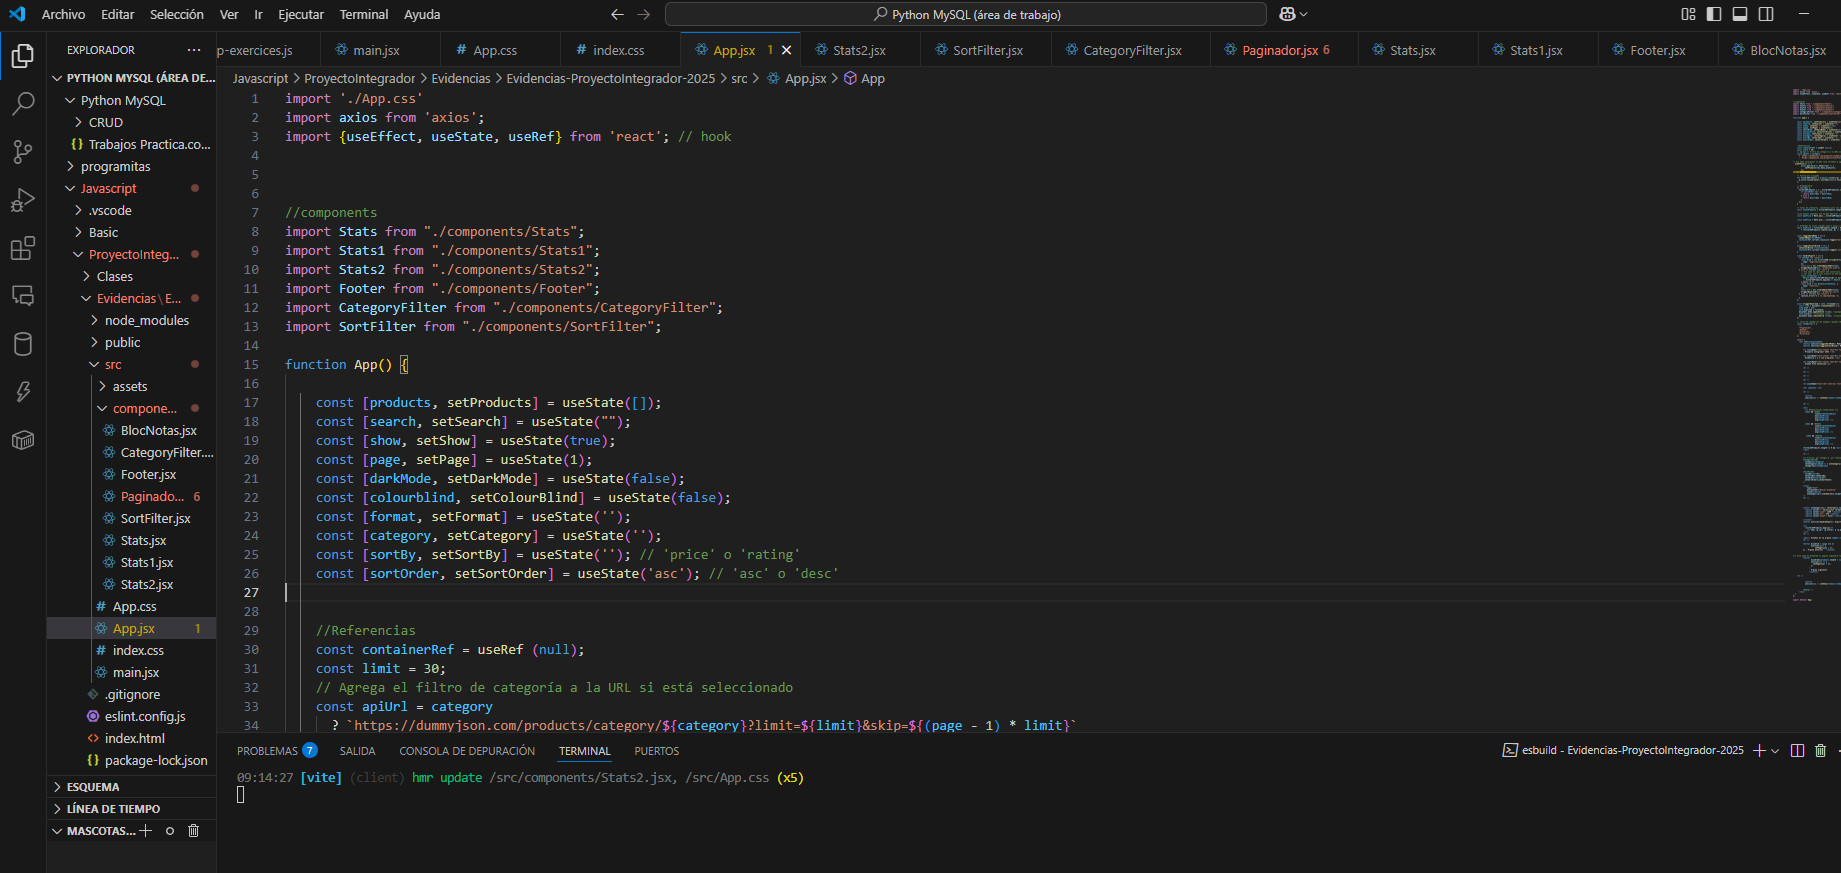 Archivo Editar Selección Ver Ir Ejecutar Terminal Ayuda
Python MySQL (área de trabajo)
EXPLORADOR
p-exercices.js main.jsx App.css index.css App.jsx 1 Stats2.jsx SortFilter.jsx CategoryFilter.jsx Paginador.jsx 6 Stats.jsx Stats1.jsx Footer.jsx BlocNotas.jsx
Javascript > ProyectoIntegrador > Evidencias > Evidencias-ProyectoIntegrador-2025 > src > App.jsx > App
PYTHON MYSQL (ÁREA DE...
Python MySQL
CRUD
Trabajos Practica.co...
programitas
Javascript
.vscode
Basic
ProyectoInteg...
Clases
Evidencias\E...
node_modules
public
src
assets
compone...
BlocNotas.jsx
CategoryFilter....
Footer.jsx
Paginado... 6
SortFilter.jsx
Stats.jsx
Stats1.jsx
Stats2.jsx
App.css
App.jsx 1
index.css
main.jsx
.gitignore
eslint.config.js
index.html
package-lock.json
ESQUEMA
LÍNEA DE TIEMPO
MASCOTAS...
1 import './App.css'
2 import axios from 'axios';
3 import {useEffect, useState, useRef} from 'react'; // hook
4
5
6
7 //components
8 import Stats from "./components/Stats";
9 import Stats1 from "./components/Stats1";
10 import Stats2 from "./components/Stats2";
11 import Footer from "./components/Footer";
12 import CategoryFilter from "./components/CategoryFilter";
13 import SortFilter from "./components/SortFilter";
14
15 function App() {
16
17 const [products, setProducts] = useState([]);
18 const [search, setSearch] = useState("");
19 const [show, setShow] = useState(true);
20 const [page, setPage] = useState(1);
21 const [darkMode, setDarkMode] = useState(false);
22 const [colourblind, setColourBlind] = useState(false);
23 const [format, setFormat] = useState('');
24 const [category, setCategory] = useState('');
25 const [sortBy, setSortBy] = useState(''); // 'price' o 'rating'
26 const [sortOrder, setSortOrder] = useState('asc'); // 'asc' o 'desc'
27
28
29 //Referencias
30 const containerRef = useRef (null);
31 const limit = 30;
32 // Agrega el filtro de categoría a la URL si está seleccionado
33 const apiUrl = category
34 ? `https://dummyjson.com/products/category/${category}?limit=${limit}&skip=${(page - 1) * limit}`
PROBLEMAS 7 SALIDA CONSOLA DE DEPURACIÓN TERMINAL PUERTOS
esbuild - Evidencias-ProyectoIntegrador-2025
09:14:27 [vite] (client) hmr update /src/components/Stats2.jsx, /src/App.css (x5)